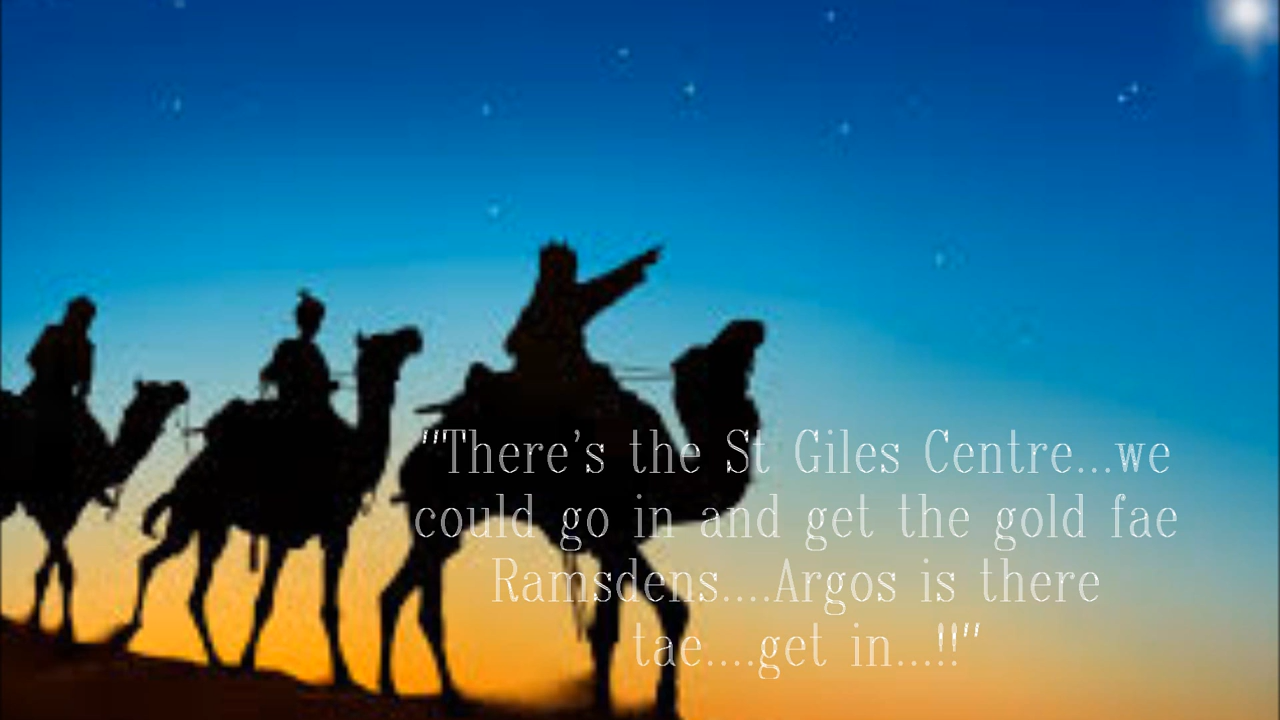 "There's the St Giles Centre...we
could go in and get the gold fae
Ramsdens....Argos is there
tae....get in...!!"